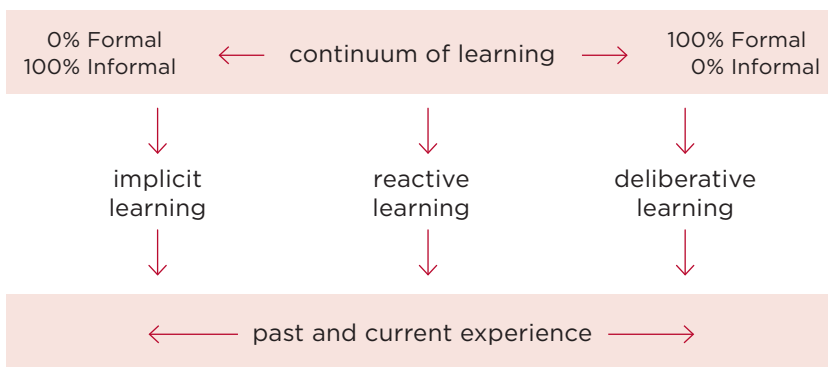 0% Formal
100% Informal
continuum of learning
100% Formal
0% Informal
implicit
learning
reactive
learning
deliberative
learning
past and current experience